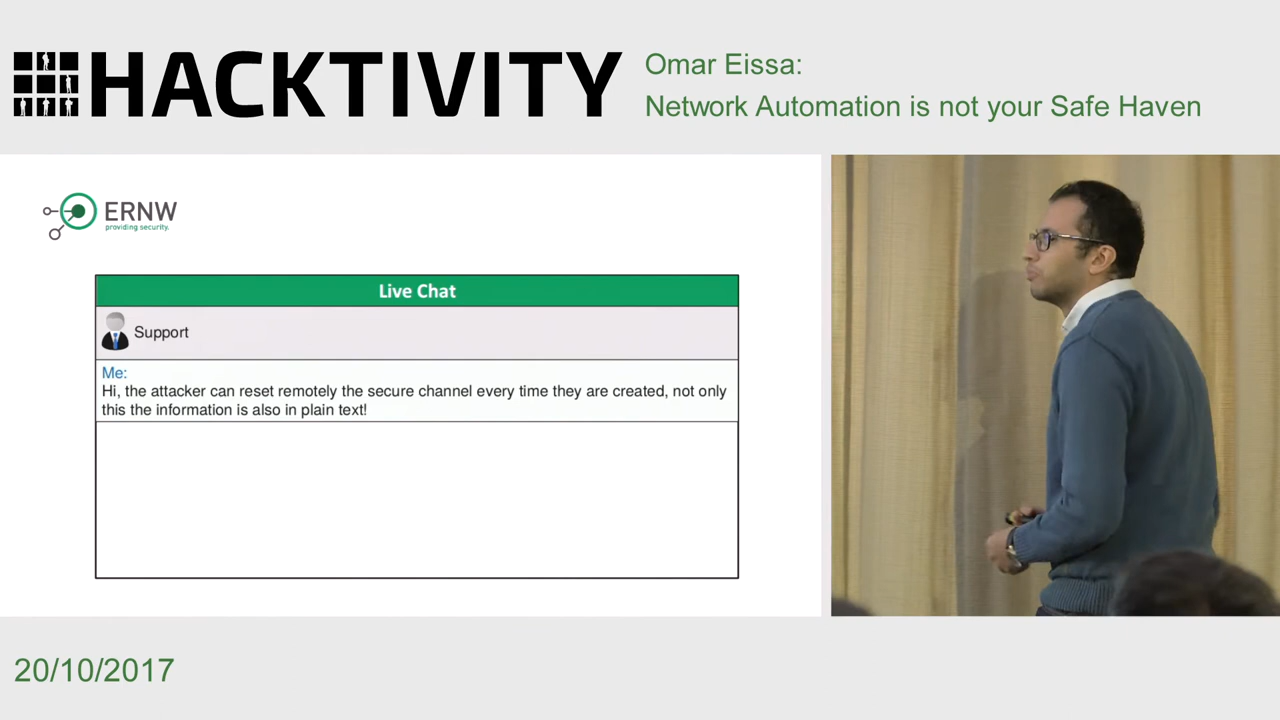 HACKTIVITY
Omar Eissa:
Network Automation is not your Safe Haven
ERNW
providing security.
Live Chat
Support
Me:
Hi, the attacker can reset remotely the secure channel every time they are created, not only
this the information is also in plain text!
20/10/2017